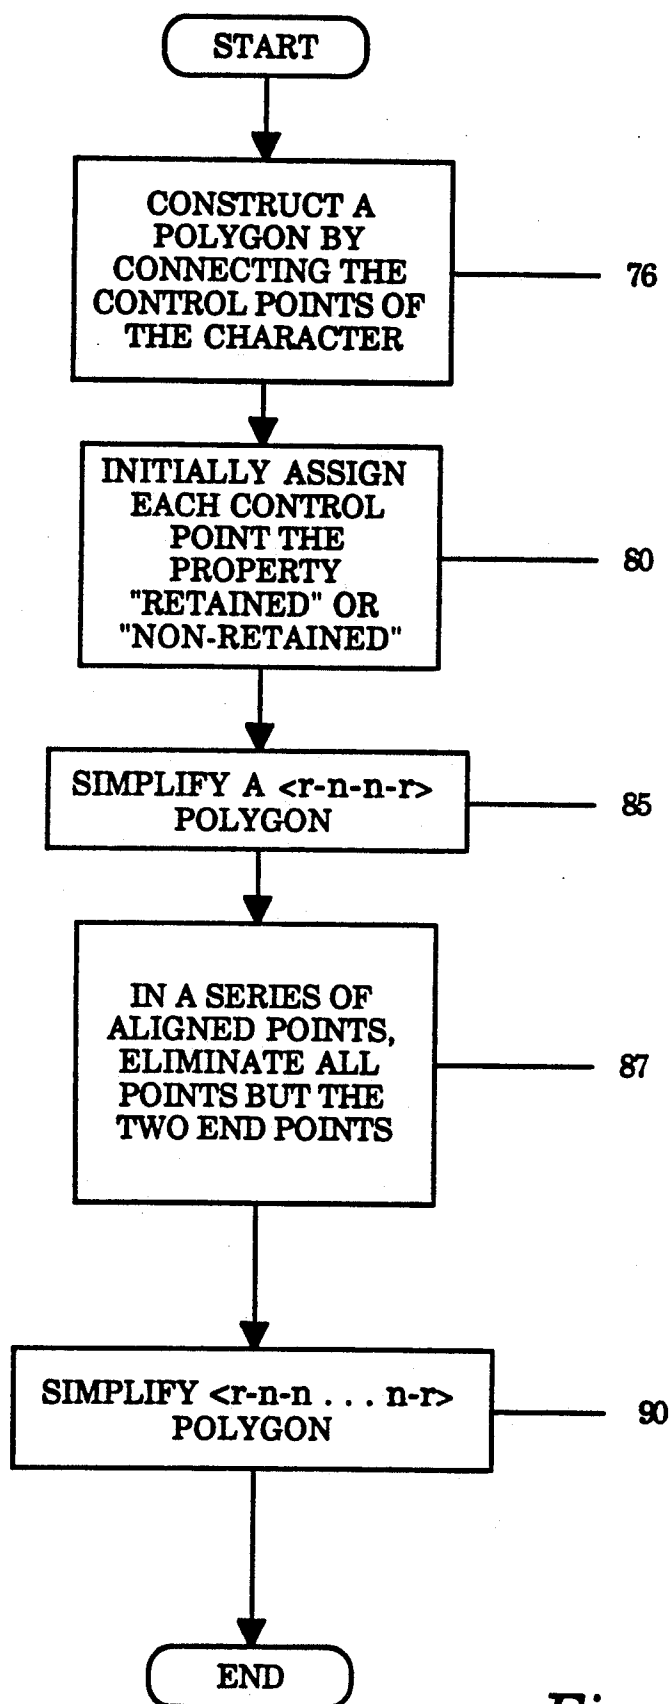 START
CONSTRUCT A
POLYGON BY
CONNECTING THE
CONTROL POINTS OF
THE CHARACTER
76
INITIALLY ASSIGN
EACH CONTROL
POINT THE
PROPERTY
"RETAINED" OR
"NON-RETAINED"
80
SIMPLIFY A <r-n-n-r>
POLYGON
85
IN A SERIES OF
ALIGNED POINTS,
ELIMINATE ALL
POINTS BUT THE
TWO END POINTS
87
SIMPLIFY <r-n-n . . . n-r>
POLYGON
90
END